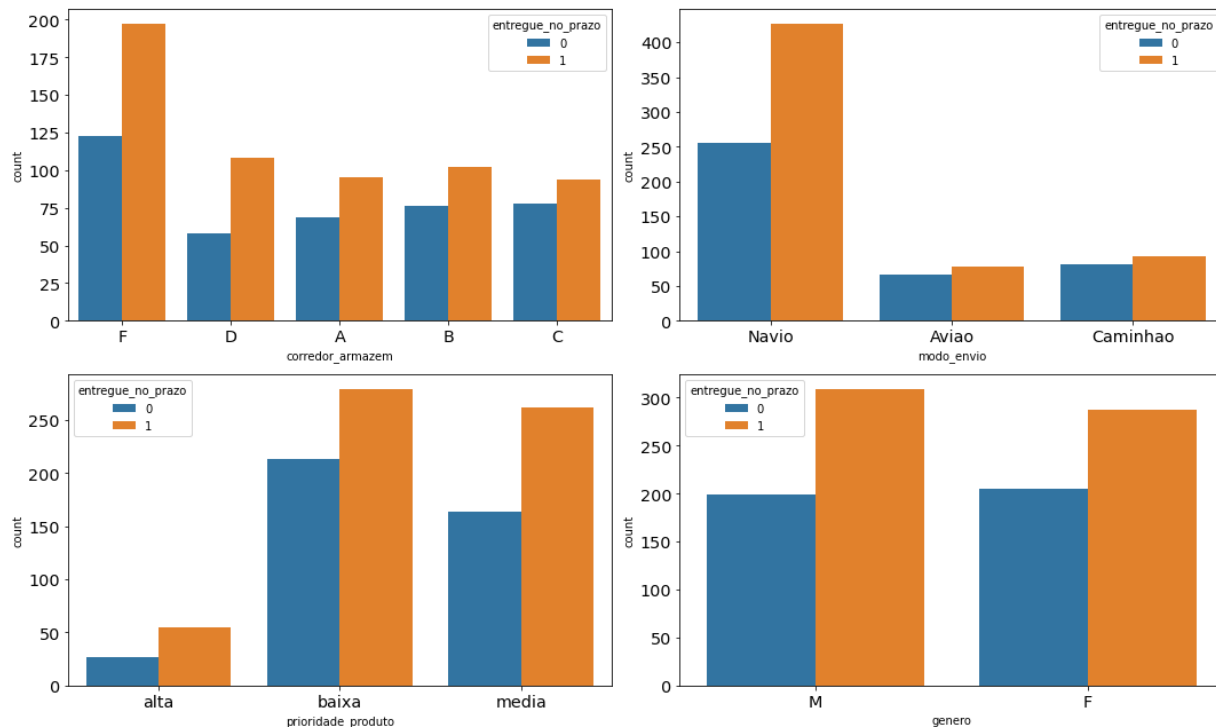 200
175
150
125
100
75
50
25
0
count
F D A B C
corredor_armazem
entregue_no_prazo
0
1
400
350
300
250
200
150
100
50
0
count
Navio Aviao Caminhao
modo_envio
entregue_no_prazo
0
1
250
200
150
100
50
0
count
alta baixa media
prioridade_produto
entregue_no_prazo
0
1
300
250
200
150
100
50
0
count
M F
genero
entregue_no_prazo
0
1